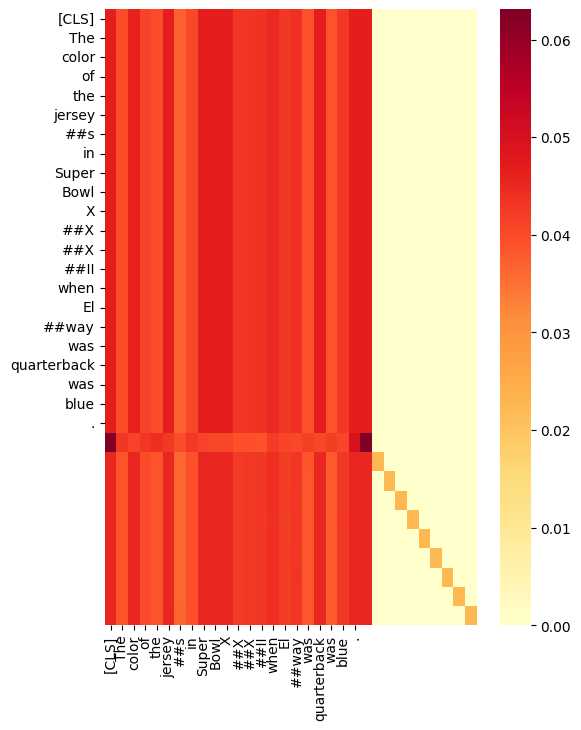 [CLS]
The
color
of
the
jersey
##s
in
Super
Bowl
X
##X
##X
##II
when
El
##way
was
quarterback
was
blue
.
[CLS]
The
color
of
the
jersey
##s
in
Super
Bowl
X
##X
##X
##II
when
El
##way
was
quarterback
was
blue
.
0.06
0.05
0.04
0.03
0.02
0.01
0.00